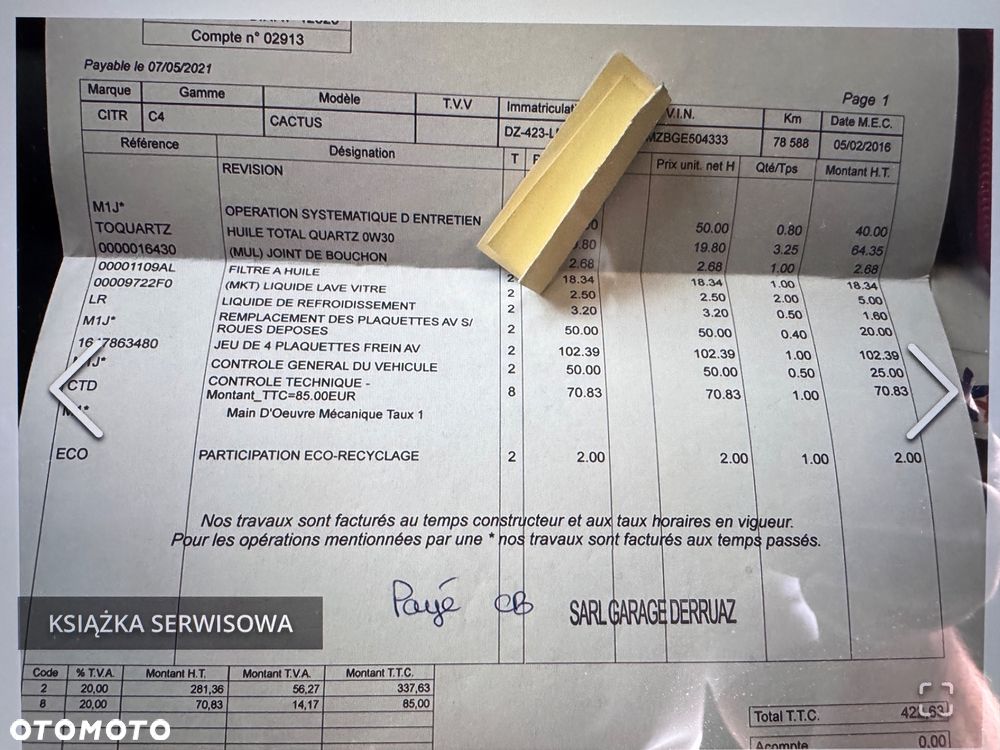 Compte n° 02913
Payable le 07/05/2021
Page 1
Marque Gamme Modèle T.V.V V.I.N. Km Date M.E.C.
CITR C4 CACTUS 78 588 05/02/2016
Référence Désignation T Prix unit. net H Qté/Tps Montant H.T.
REVISION
M1J* OPERATION SYSTEMATIQUE D ENTRETIEN 50.00 0.80 40.00
TOQUARTZ HUILE TOTAL QUARTZ 0W30 19.80 3.25 64.35
0000016430 (MUL) JOINT DE BOUCHON 2.68 2.68 1.00 2.68
00001109AL FILTRE A HUILE 2 18.34 18.34 1.00 18.34
00009722F0 (MKT) LIQUIDE LAVE VITRE 2 2.50 2.50 2.00 5.00
LR LIQUIDE DE REFROIDISSEMENT 2 3.20 3.20 0.50 1.60
M1J* REMPLACEMENT DES PLAQUETTES AV S/
ROUES DEPOSES 2 50.00 50.00 0.40 20.00
JEU DE 4 PLAQUETTES FREIN AV 2 102.39 102.39 1.00 102.39
CONTROLE GENERAL DU VEHICULE 2 50.00 50.00 0.50 25.00
CTD CONTROLE TECHNIQUE - 8 70.83 70.83 1.00 70.83
Montant_TTC=85.00EUR
Main D'Oeuvre Mécanique Taux 1
ECO PARTICIPATION ECO-RECYCLAGE 2 2.00 2.00 1.00 2.00
Nos travaux sont facturés au temps constructeur et aux taux horaires en vigueur.
Pour les opérations mentionnées par une * nos travaux sont facturés aux temps passés.
Payé CB SARL GARAGE DERRUAZ
KSIĄŻKA SERWISOWA
Code % T.V.A. Montant H.T. Montant T.V.A. Montant T.T.C.
2 20,00 281,36 56,27 337,63
8 20,00 70,83 14,17 85,00
Total T.T.C.
Acompte 0,00
OTOMOTO